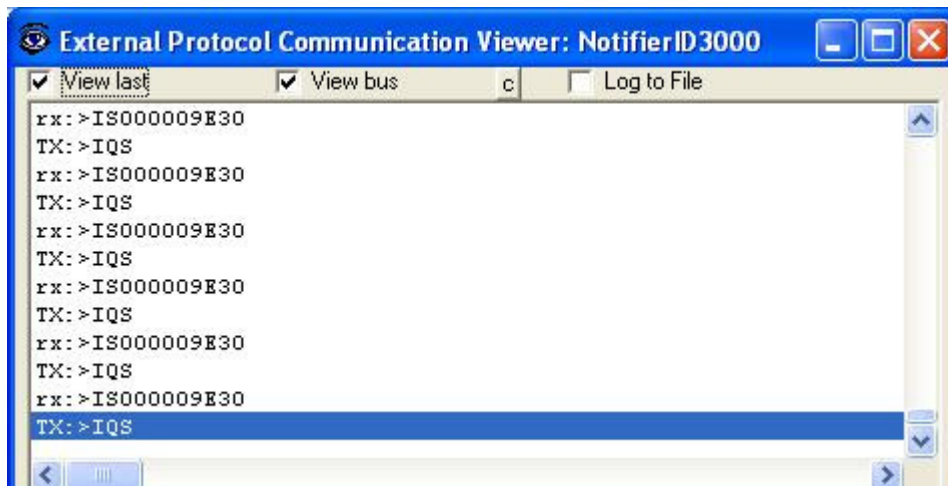 External Protocol Communication Viewer: NotifierID3000
View last View bus c Log to File
rx:>IS000009E30
TX:>IQS
rx:>IS000009E30
TX:>IQS
rx:>IS000009E30
TX:>IQS
rx:>IS000009E30
TX:>IQS
rx:>IS000009E30
TX:>IQS
rx:>IS000009E30
TX:>IQS